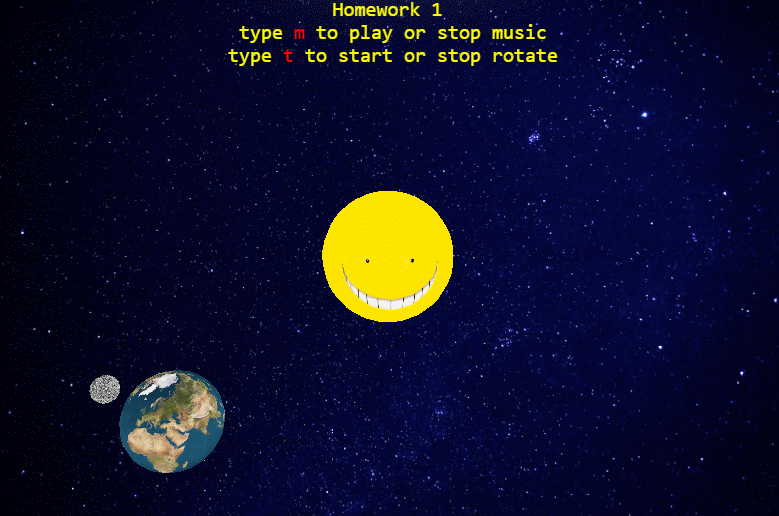 Homework 1
type m to play or stop music
type t to start or stop rotate